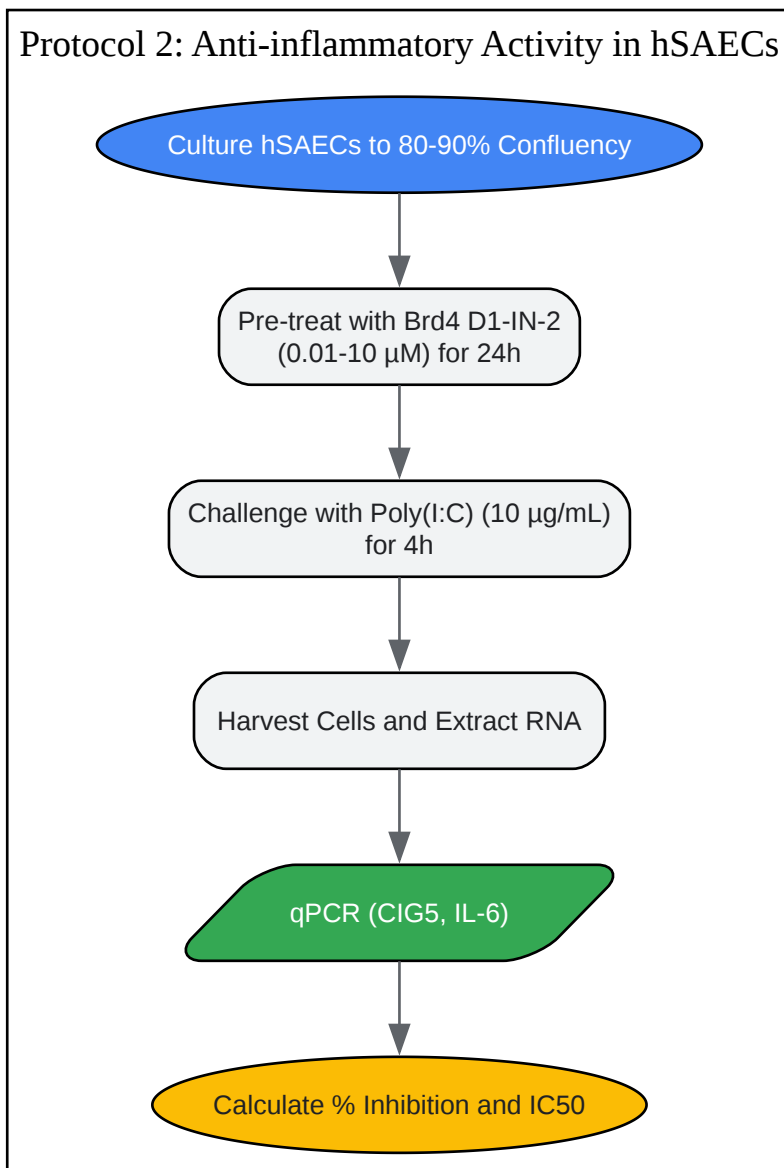 Protocol 2: Anti-inflammatory Activity in hSAECs
Culture hSAECs to 80-90% Confluency
Pre-treat with Brd4 D1-IN-2
(0.01-10 µM) for 24h
Challenge with Poly(I:C) (10 µg/mL)
for 4h
Harvest Cells and Extract RNA
qPCR (CIG5, IL-6)
Calculate % Inhibition and IC50